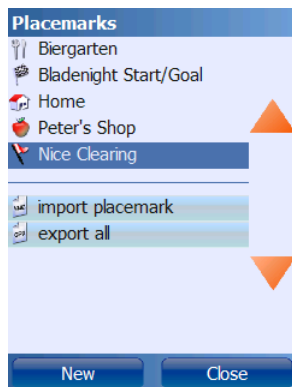 Placemarks
Biergarten
Bladenight Start/Goal
Home
Peter's Shop
Nice Clearing
import placemark
export all
New
Close